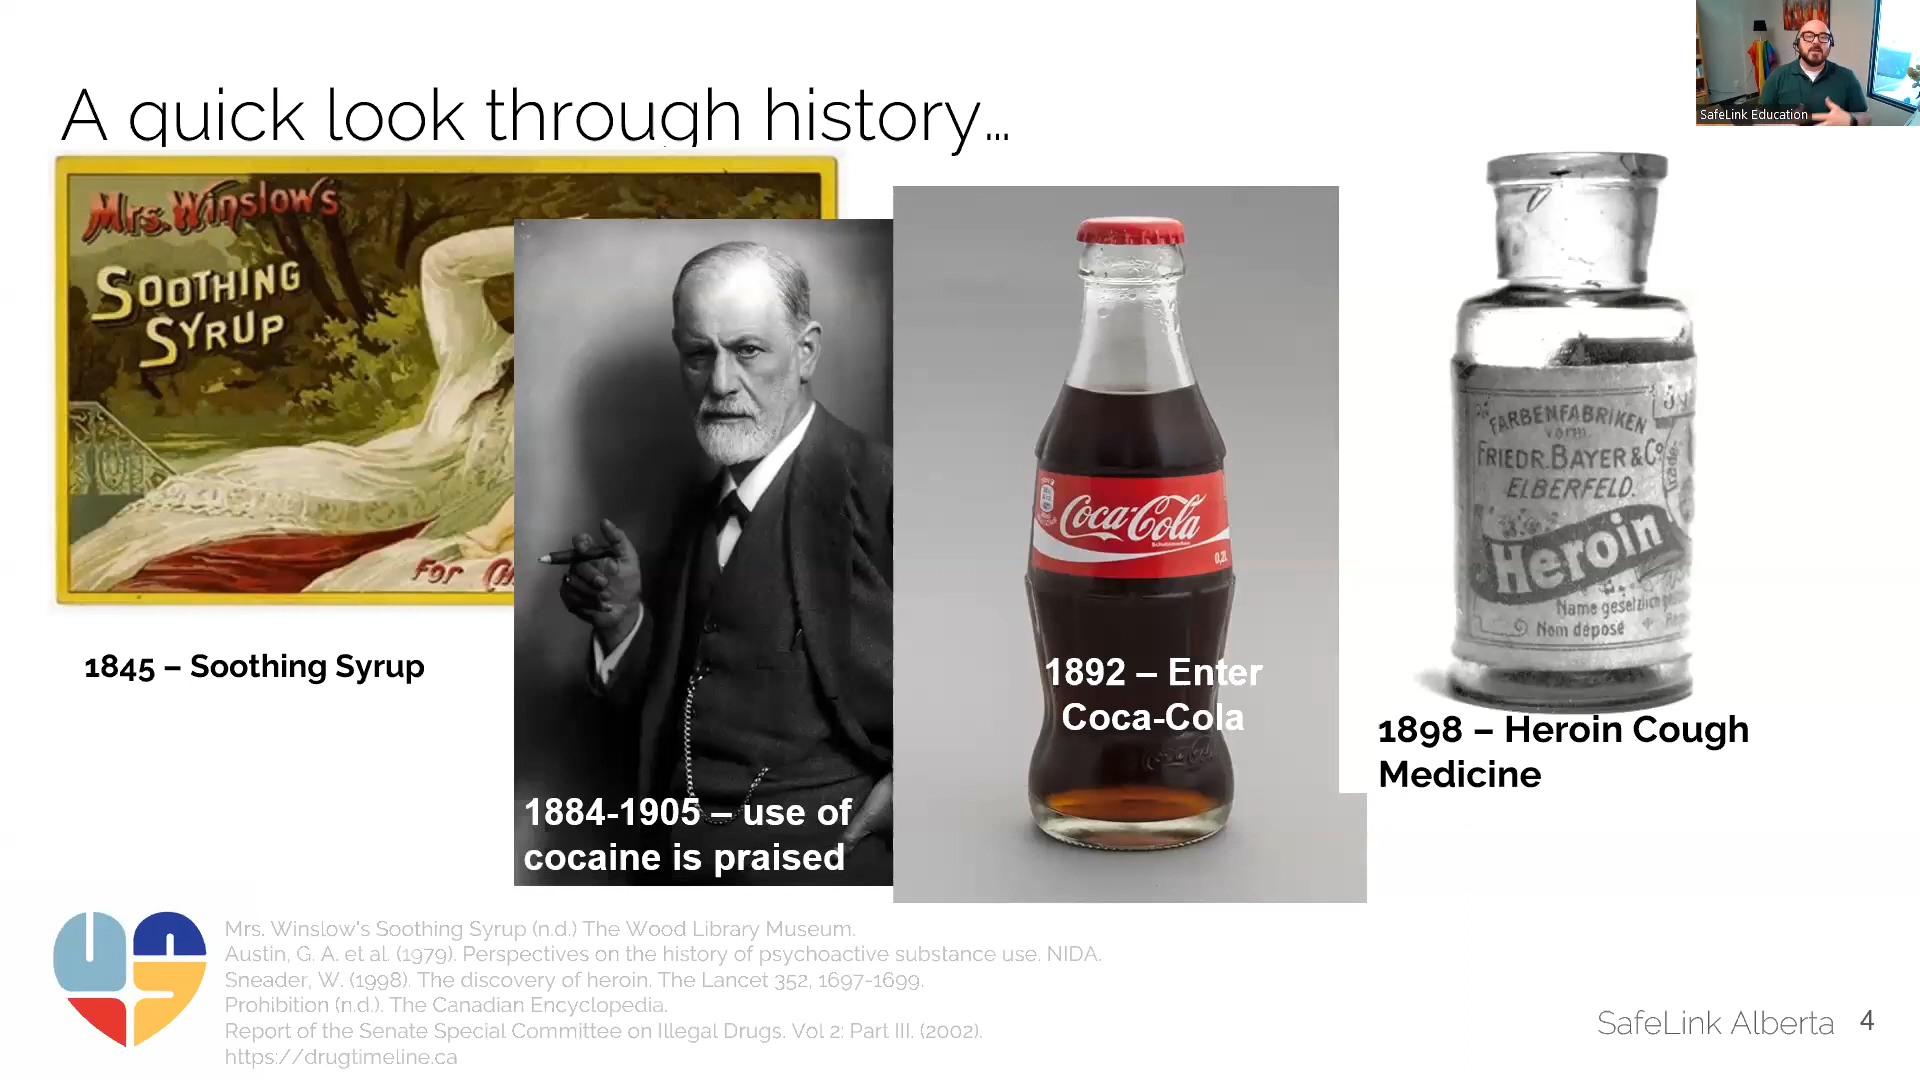 SafeLink Education
A quick look through history...
Mrs. Winslow's
SOOTHING
SYRUP
FOR
1845 – Soothing Syrup
1884-1905 – use of
cocaine is praised
Coca-Cola
0,2L
1892 – Enter
Coca-Cola
FARBENFABRIKEN
vorm.
FRIEDR. BAYER & Co
ELBERFELD.
Heroin
Name gesetzlich
Nom déposé
1898 – Heroin Cough
Medicine
Mrs. Winslow's Soothing Syrup (n.d.) The Wood Library Museum.
Austin, G. A. et al. (1979). Perspectives on the history of psychoactive substance use. NIDA.
Sneader, W. (1998). The discovery of heroin. The Lancet 352, 1697-1699.
Prohibition (n.d.). The Canadian Encyclopedia.
Report of the Senate Special Committee on Illegal Drugs. Vol 2: Part III. (2002).
https://drugtimeline.ca
SafeLink Alberta 4